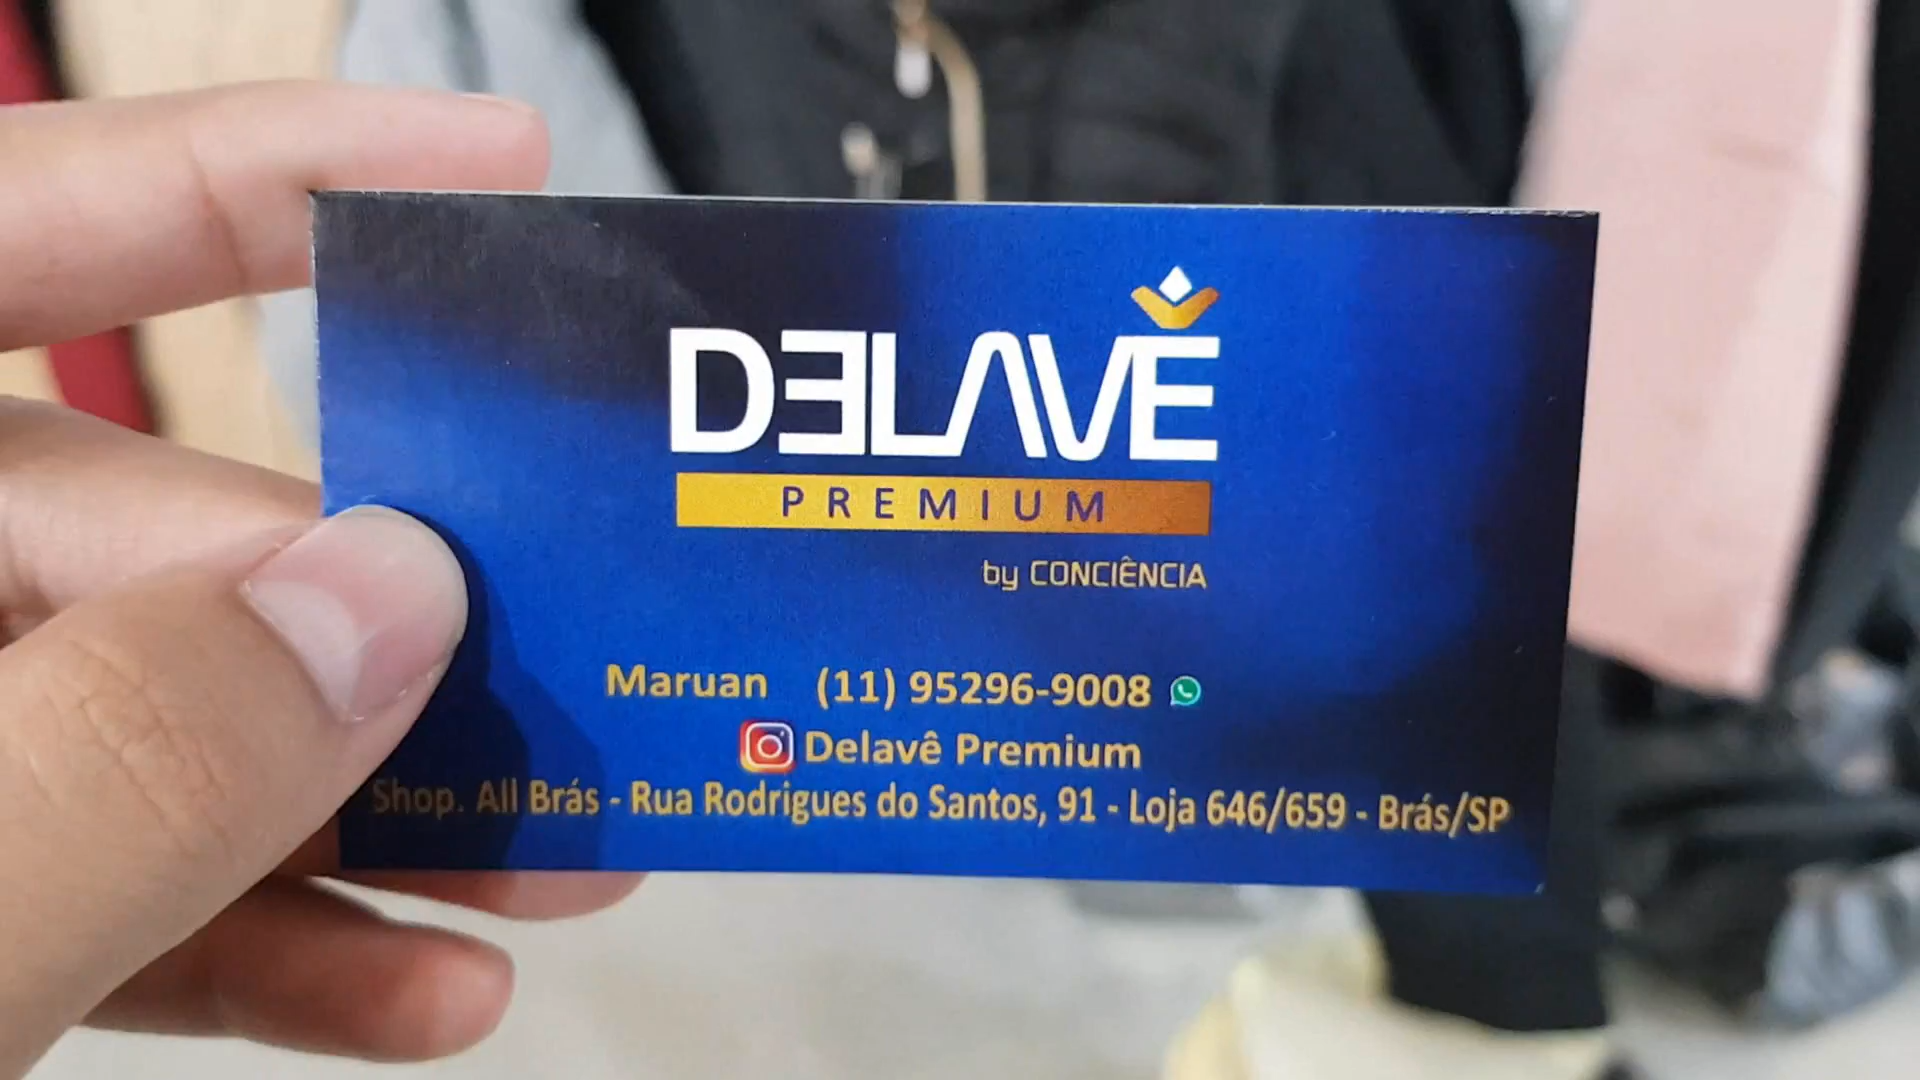 DELAVÊ
PREMIUM
by CONCIÊNCIA
Maruan (11) 95296-9008
Delavê Premium
Shop. All Brás - Rua Rodrigues do Santos, 91 - Loja 646/659 - Brás/SP